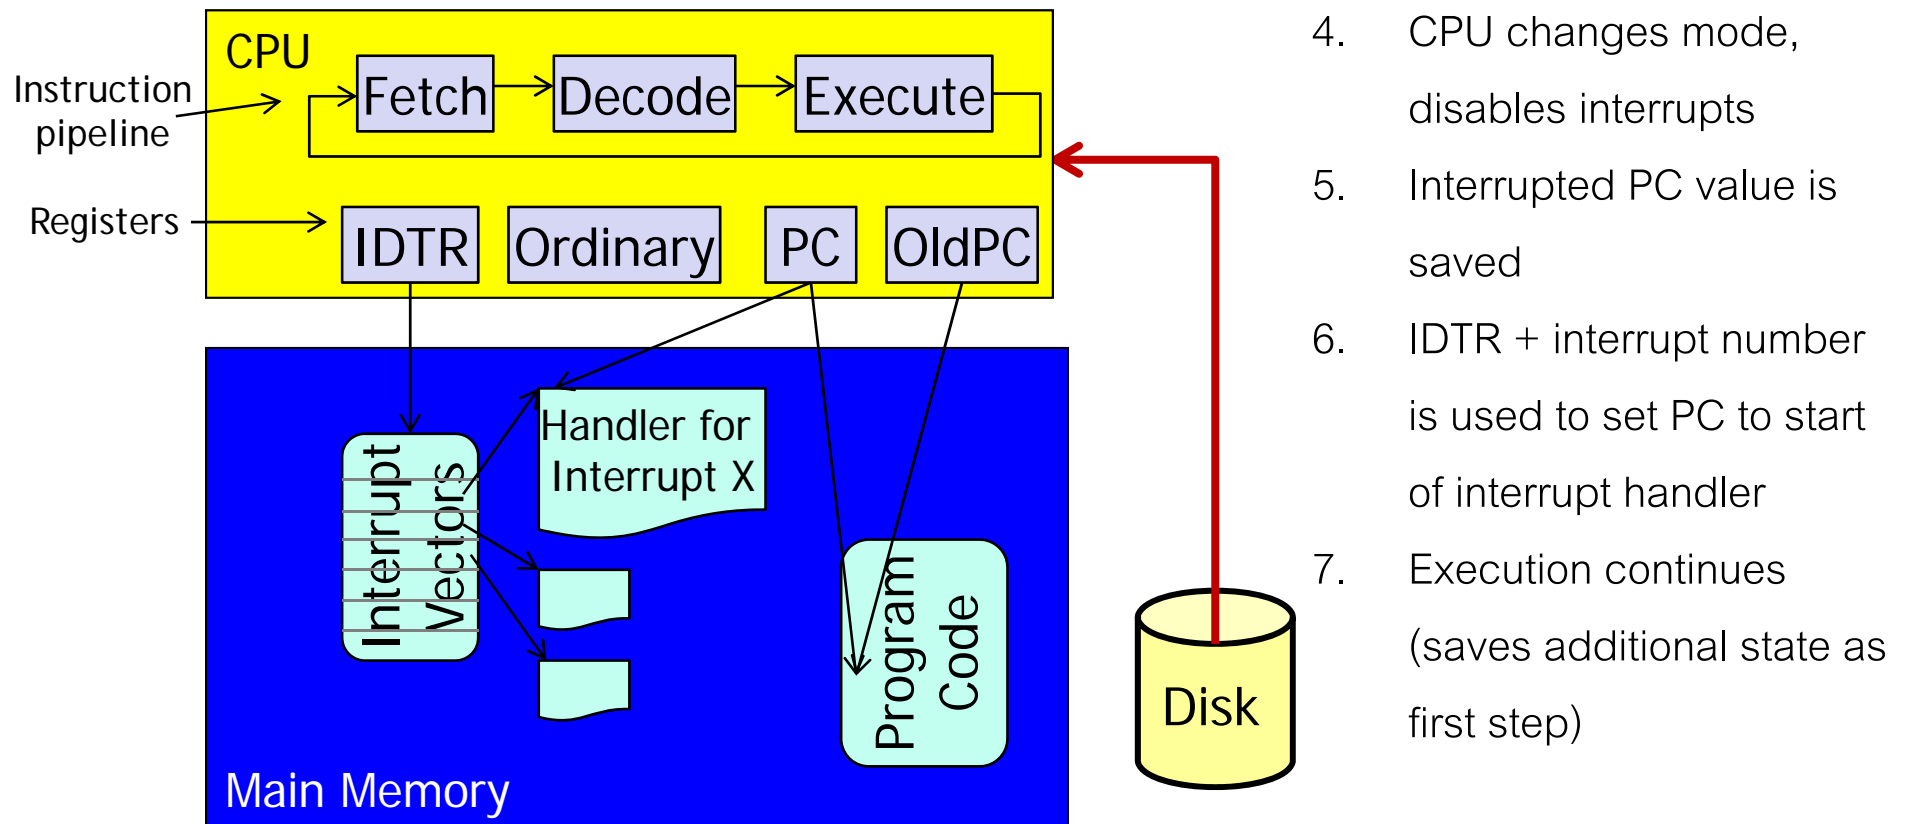 CPU
Instruction
pipeline
Fetch
Decode
Execute
Registers
IDTR
Ordinary
PC
OldPC
Interrupt
Vectors
Handler for
Interrupt X
Program
Code
Main Memory
Disk
4. CPU changes mode,
disables interrupts
5. Interrupted PC value is
saved
6. IDTR + interrupt number
is used to set PC to start
of interrupt handler
7. Execution continues
(saves additional state as
first step)